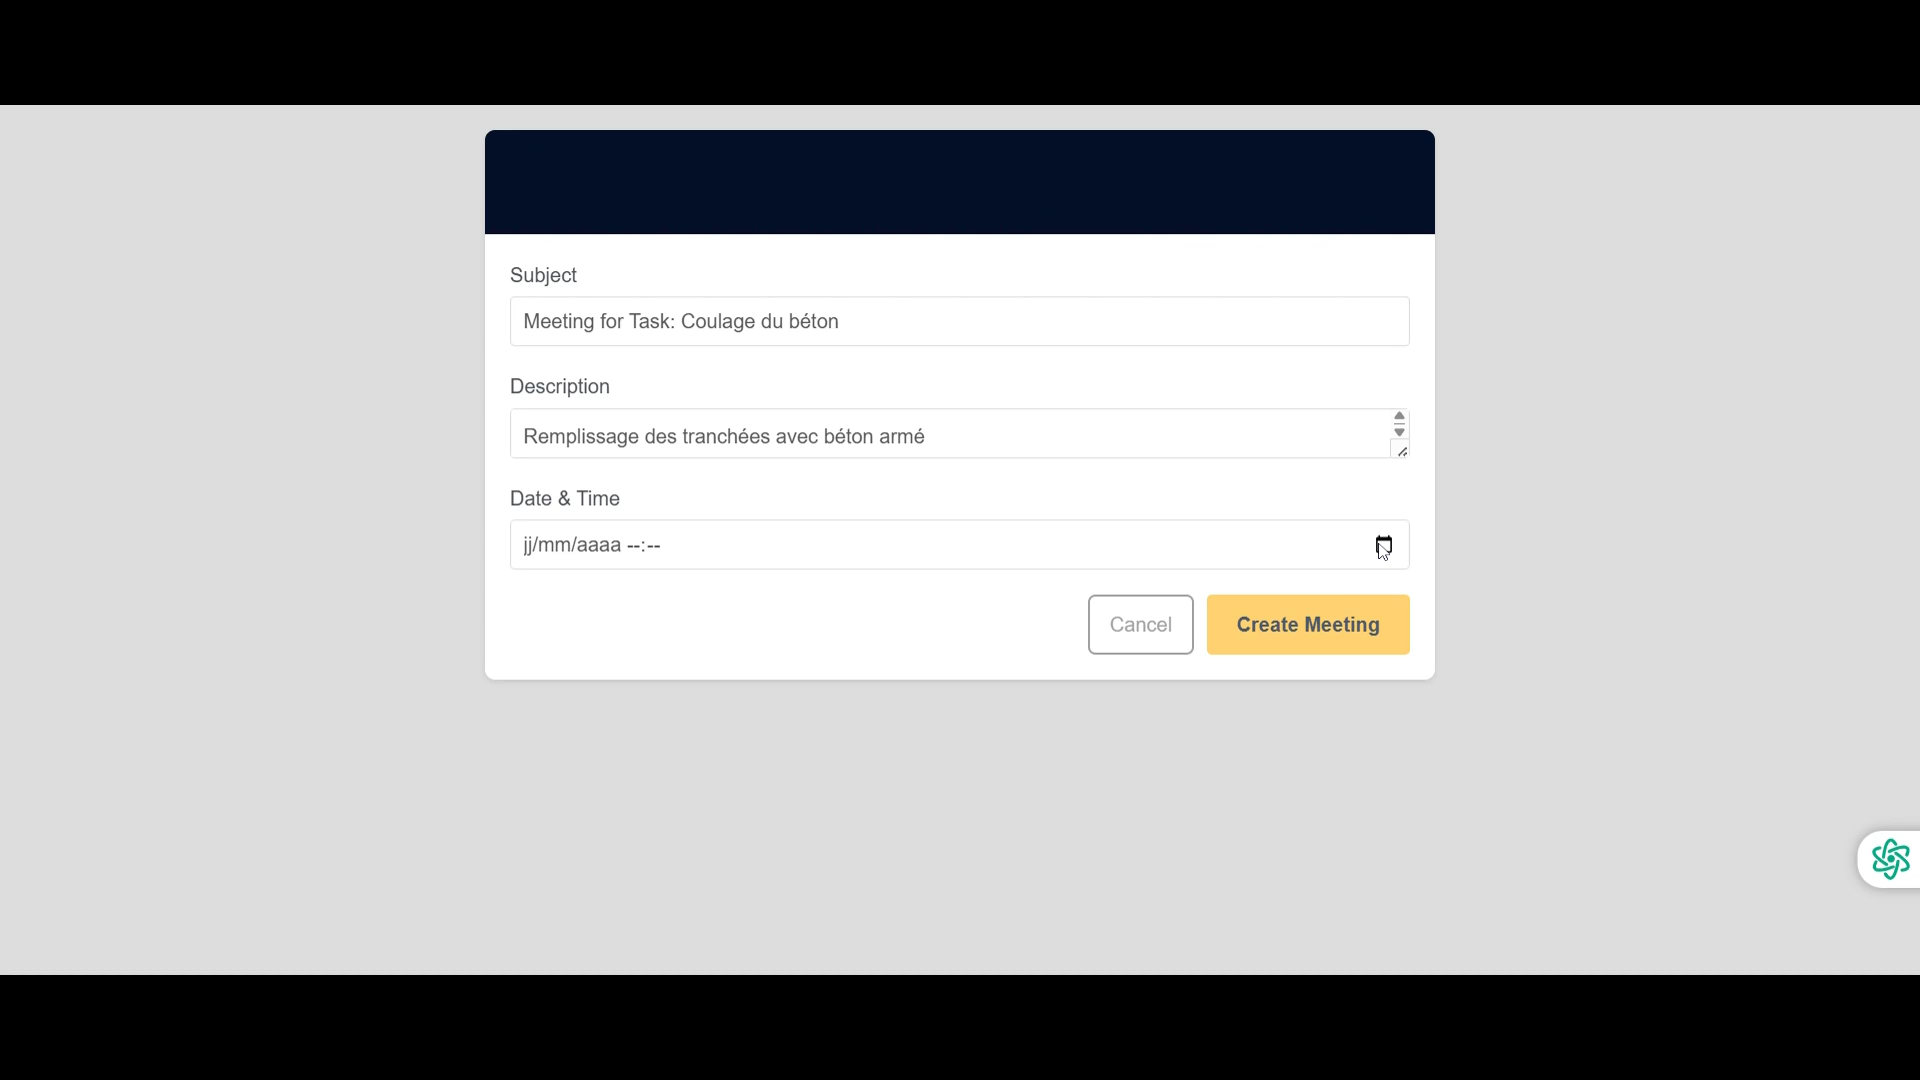 Subject
Meeting for Task: Coulage du béton
Description
Remplissage des tranchées avec béton armé
Date & Time
jj/mm/aaaa --:--
Cancel
Create Meeting